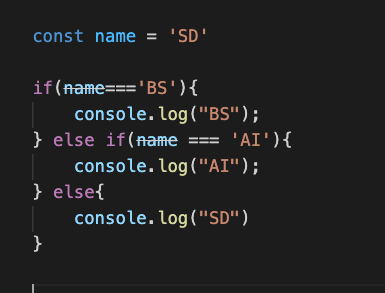 const name = 'SD'
if(name==='BS'){
console.log("BS");
} else if(name === 'AI'){
console.log("AI");
} else{
console.log("SD")
}